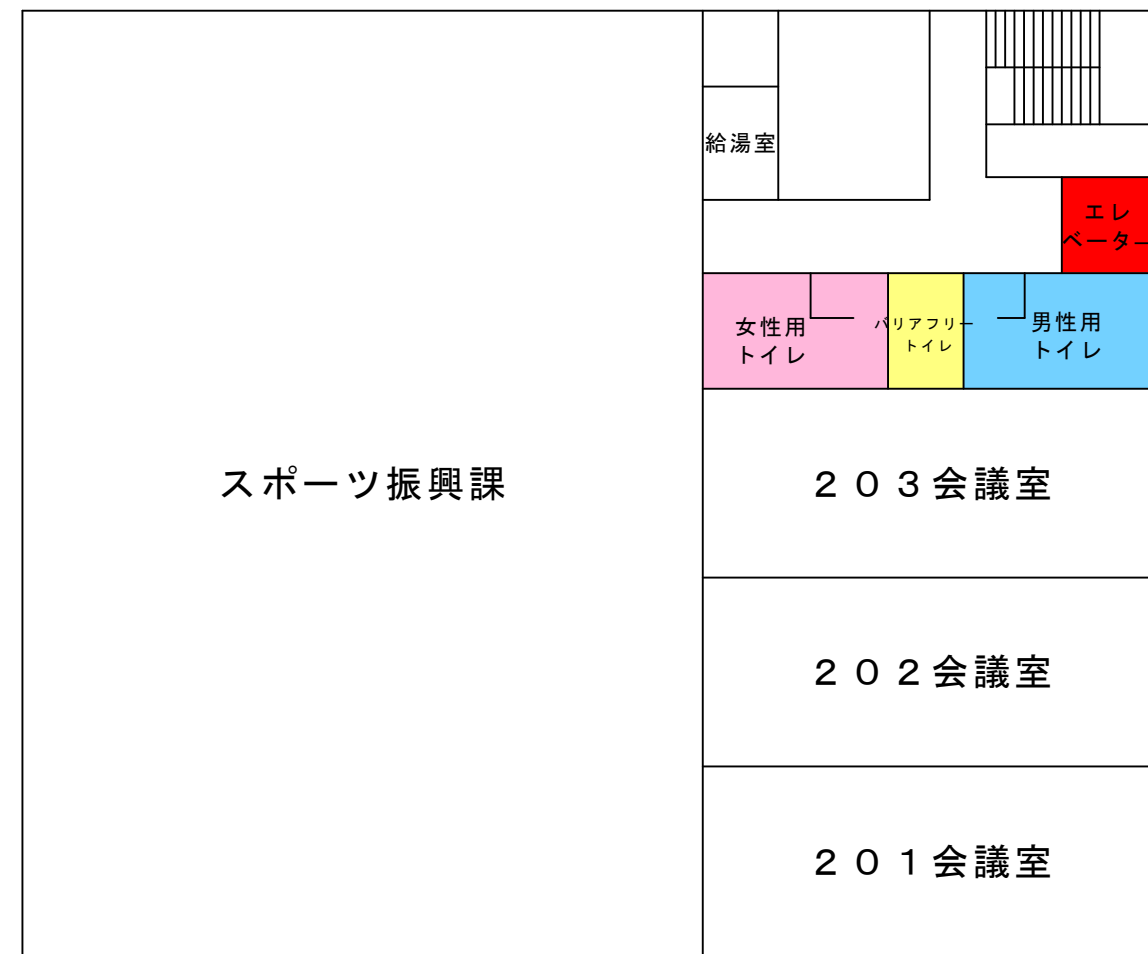 給湯室
エレ
ベーター
女性用
トイレ
バリアフリー
トイレ
男性用
トイレ
スポーツ振興課
２０３会議室
２０２会議室
２０１会議室